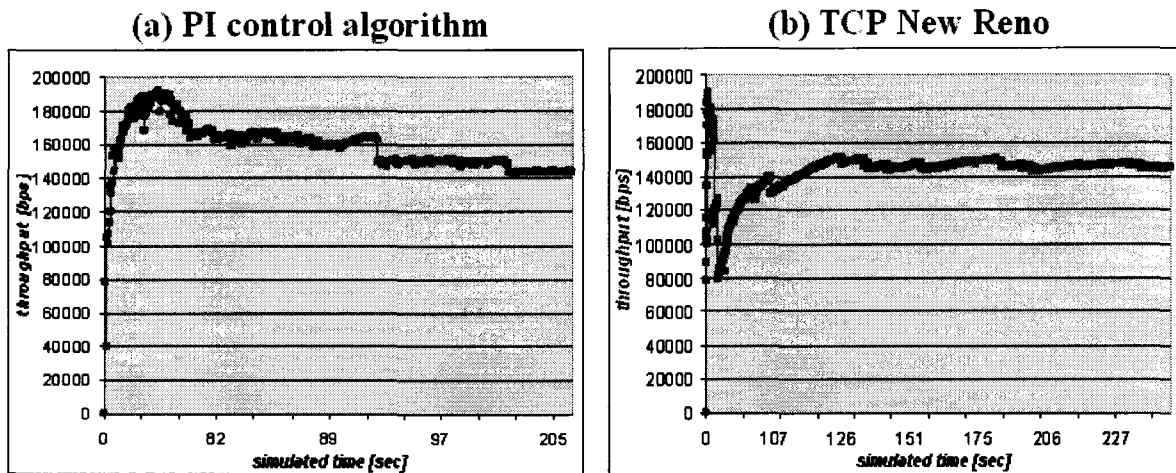 (a) PI control algorithm
(b) TCP New Reno
200000
180000
160000
140000
120000
100000
80000
60000
40000
20000
0
throughput [bps]
0 82 89 97 205
simulated time [sec]
200000
180000
160000
140000
120000
100000
80000
60000
40000
20000
0
throughput [bps]
0 107 126 151 175 206 227
simulated time [sec]